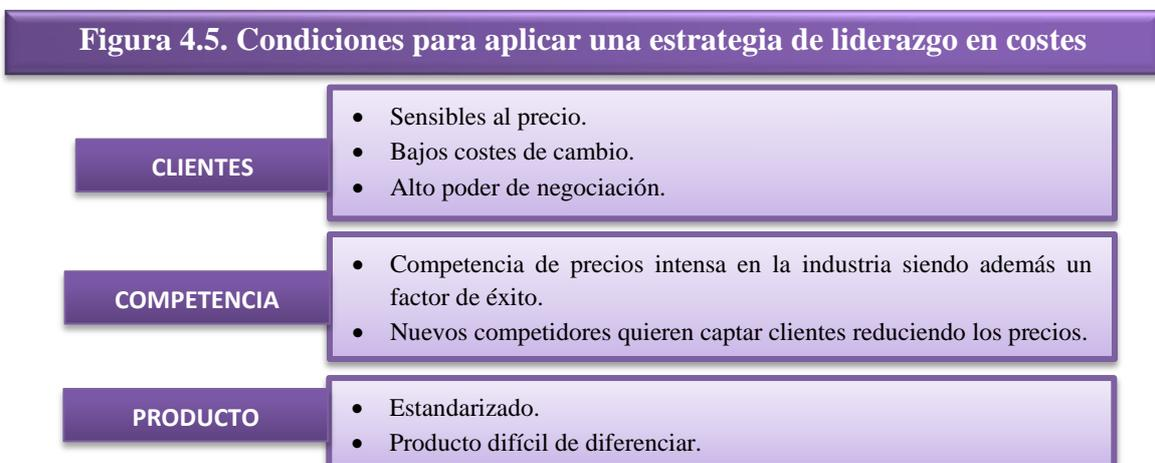 Figura 4.5. Condiciones para aplicar una estrategia de liderazgo en costes
CLIENTES
• Sensibles al precio.
• Bajos costes de cambio.
• Alto poder de negociación.
COMPETENCIA
• Competencia de precios intensa en la industria siendo además un
factor de éxito.
• Nuevos competidores quieren captar clientes reduciendo los precios.
PRODUCTO
• Estandarizado.
• Producto difícil de diferenciar.